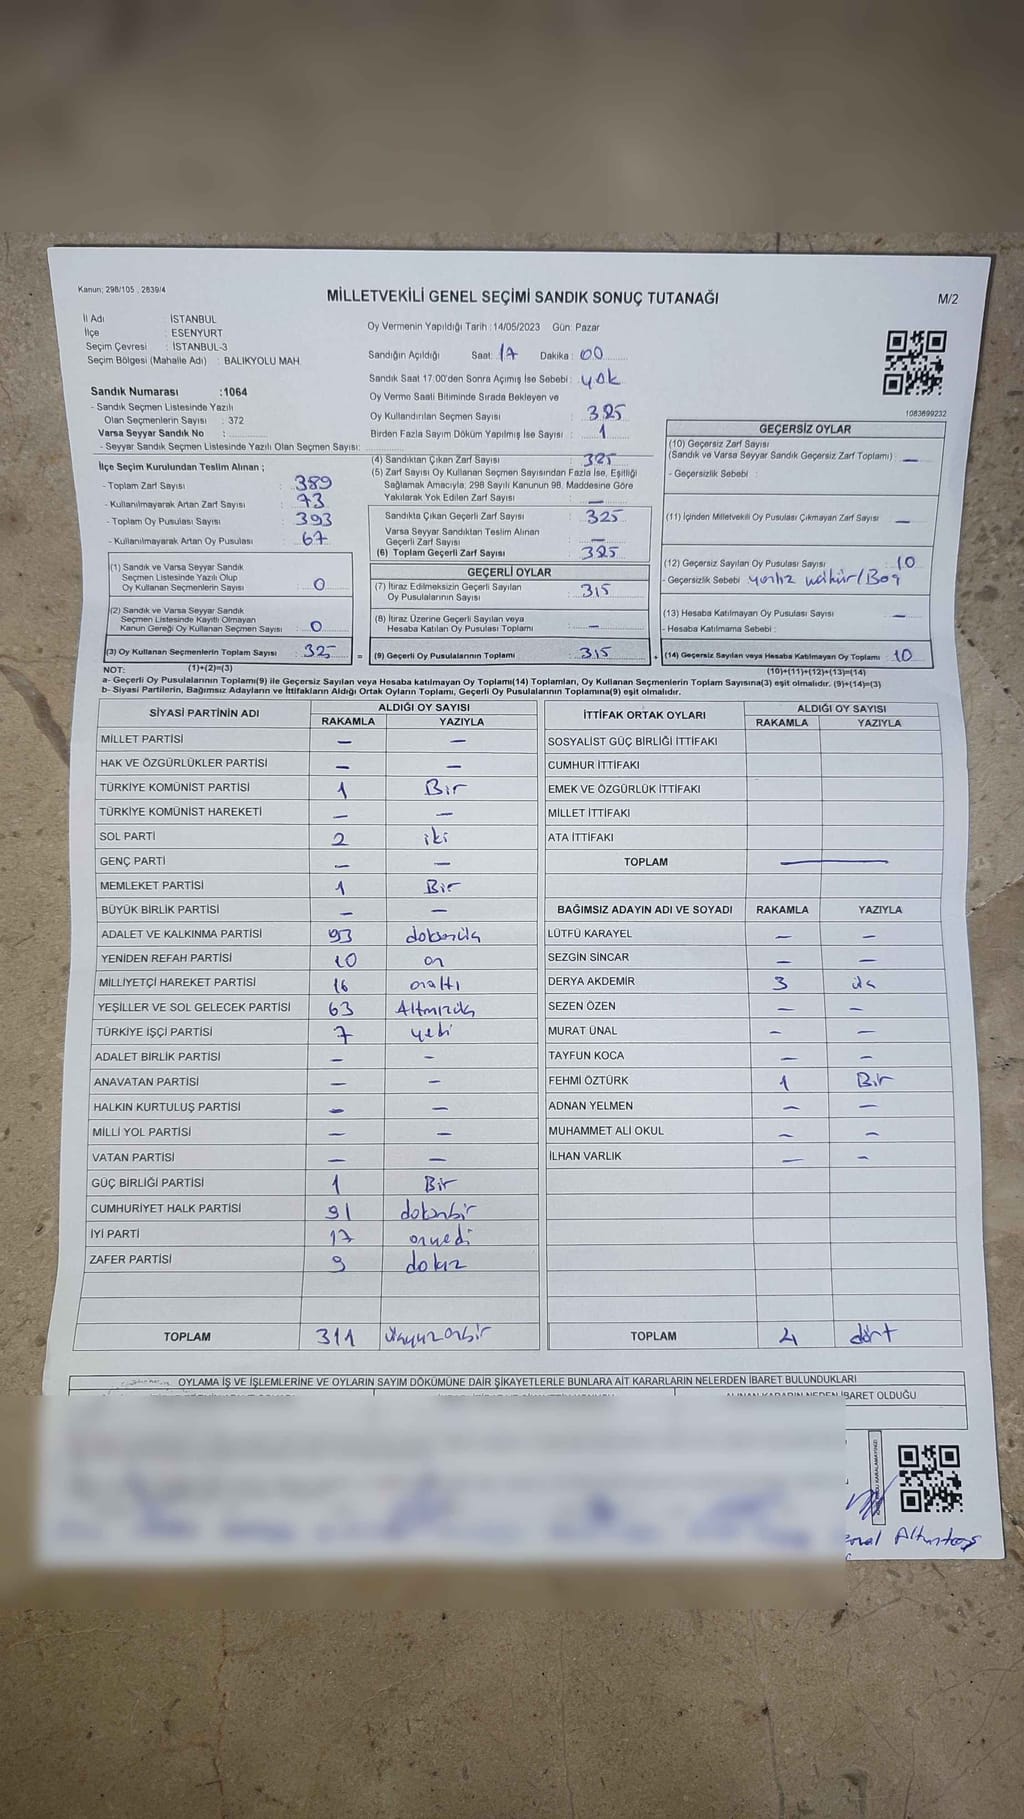 Kanun; 298/105 , 2839/4
MİLLETVEKİLİ GENEL SEÇİMİ SANDIK SONUÇ TUTANAĞI
M/2
İl Adı : İSTANBUL
İlçe : ESENYURT
Seçim Çevresi : İSTANBUL-3
Seçim Bölgesi (Mahalle Adı) : BALIKYOLU MAH.
Sandık Numarası :1064
- Sandık Seçmen Listesinde Yazılı
Olan Seçmenlerin Sayısı : 372
Varsa Seyyar Sandık No :
- Seyyar Sandık Seçmen Listesinde Yazılı Olan Seçmen Sayısı:
Oy Vermenin Yapıldığı Tarih :14/05/2023 Gün: Pazar
Sandığın Açıldığı Saat: 17 Dakika : 00
Sandık Saat 17:00'den Sonra Açımış İse Sebebi : yok
Oy Verme Saati Bitiminde Sırada Bekleyen ve
Oy Kullandırılan Seçmen Sayısı : 325
Birden Fazla Sayım Döküm Yapılmış İse Sayısı : 1
1083699232
İlçe Seçim Kurulundan Teslim Alınan ;
- Toplam Zarf Sayısı : 389
- Kullanılmayarak Artan Zarf Sayısı : 73
- Toplam Oy Pusulası Sayısı : 393
- Kullanılmayarak Artan Oy Pusulası : 67
(1) Sandık ve Varsa Seyyar Sandık
Seçmen Listesinde Yazılı Olup
Oy Kullanan Seçmenlerin Sayısı : 0
(2) Sandık ve Varsa Seyyar Sandık
Seçmen Listesinde Kayıtlı Olmayan
Kanun Gereği Oy Kullanan Seçmen Sayısı : 0
(3) Oy Kullanan Seçmenlerin Toplam Sayısı : 325
(4) Sandıktan Çıkan Zarf Sayısı : 325
(5) Zarf Sayısı Oy Kullanan Seçmen Sayısından Fazla İse, Eşitliği
Sağlamak Amacıyla, 298 Sayılı Kanunun 98. Maddesine Göre
Yakılarak Yok Edilen Zarf Sayısı : —
Sandıkta Çıkan Geçerli Zarf Sayısı : 325
Varsa Seyyar Sandıktan Teslim Alınan
Geçerli Zarf Sayısı : —
(6) Toplam Geçerli Zarf Sayısı : 325
GEÇERLİ OYLAR
(7) İtiraz Edilmeksizin Geçerli Sayılan
Oy Pusulalarının Sayısı : 315
(8) İtiraz Üzerine Geçerli Sayılan veya
Hesaba Katılan Oy Pusulası Toplamı : —
= (9) Geçerli Oy Pusulalarının Toplamı : 315
GEÇERSİZ OYLAR
(10) Geçersiz Zarf Sayısı
(Sandık ve Varsa Seyyar Sandık Geçersiz Zarf Toplamı) : —
- Geçersizlik Sebebi :
(11) İçinden Milletvekili Oy Pusulası Çıkmayan Zarf Sayısı : —
(12) Geçersiz Sayılan Oy Pusulası Sayısı : 10
- Geçersizlik Sebebi
(13) Hesaba Katılmayan Oy Pusulası Sayısı : —
- Hesaba Katılmama Sebebi :
+ (14) Geçersiz Sayılan veya Hesaba Katılmayan Oy Toplamı : 10
NOT: (1)+(2)=(3)
(10)+(11)+(12)+(13)=(14)
a- Geçerli Oy Pusulalarının Toplamı(9) ile Geçersiz Sayılan veya Hesaba katılmayan Oy Toplamı(14) Toplamları, Oy Kullanan Seçmenlerin Toplam Sayısına(3) eşit olmalıdır. (9)+(14)=(3)
b- Siyasi Partilerin, Bağımsız Adayların ve İttifakların Aldığı Ortak Oyların Toplamı, Geçerli Oy Pusulalarının Toplamına(9) eşit olmalıdır.
SİYASİ PARTİNİN ADI
ALDIĞI OY SAYISI
RAKAMLA YAZIYLA
MİLLET PARTİSİ — —
HAK VE ÖZGÜRLÜKLER PARTİSİ — —
TÜRKİYE KOMÜNİST PARTİSİ 1 Bir
TÜRKİYE KOMÜNİST HAREKETİ — —
SOL PARTİ 2 iki
GENÇ PARTİ — —
MEMLEKET PARTİSİ 1 Bir
BÜYÜK BİRLİK PARTİSİ — —
ADALET VE KALKINMA PARTİSİ 93 doksanüç
YENİDEN REFAH PARTİSİ 10 on
MİLLİYETÇİ HAREKET PARTİSİ 16 onaltı
YEŞİLLER VE SOL GELECEK PARTİSİ 63 Altmışüç
TÜRKİYE İŞÇİ PARTİSİ 7 yedi
ADALET BİRLİK PARTİSİ — —
ANAVATAN PARTİSİ — —
HALKIN KURTULUŞ PARTİSİ — —
MİLLİ YOL PARTİSİ — —
VATAN PARTİSİ — —
GÜÇ BİRLİĞİ PARTİSİ 1 Bir
CUMHURİYET HALK PARTİSİ 91 doksanbir
İYİ PARTİ 17 onyedi
ZAFER PARTİSİ 9 dokuz
TOPLAM 311 üçyüzonbir
İTTİFAK ORTAK OYLARI
ALDIĞI OY SAYISI
RAKAMLA YAZIYLA
SOSYALİST GÜÇ BİRLİĞİ İTTİFAKI
CUMHUR İTTİFAKI
EMEK VE ÖZGÜRLÜK İTTİFAKI
MİLLET İTTİFAKI
ATA İTTİFAKI
TOPLAM —
BAĞIMSIZ ADAYIN ADI VE SOYADI RAKAMLA YAZIYLA
LÜTFÜ KARAYEL — —
SEZGİN SİNCAR — —
DERYA AKDEMİR 3 üç
SEZEN ÖZEN — —
MURAT ÜNAL — —
TAYFUN KOCA — —
FEHMİ ÖZTÜRK 1 Bir
ADNAN YELMEN — —
MUHAMMET ALİ OKUL — —
İLHAN VARLIK — —
TOPLAM 4 dört
OYLAMA İŞ VE İŞLEMLERİNE VE OYLARIN SAYIM DÖKÜMÜNE DAİR ŞİKAYETLERLE BUNLARA AİT KARARLARIN NELERDEN İBARET BULUNDUKLARI
ALINAN KARARIN NEDEN İBARET OLDUĞU